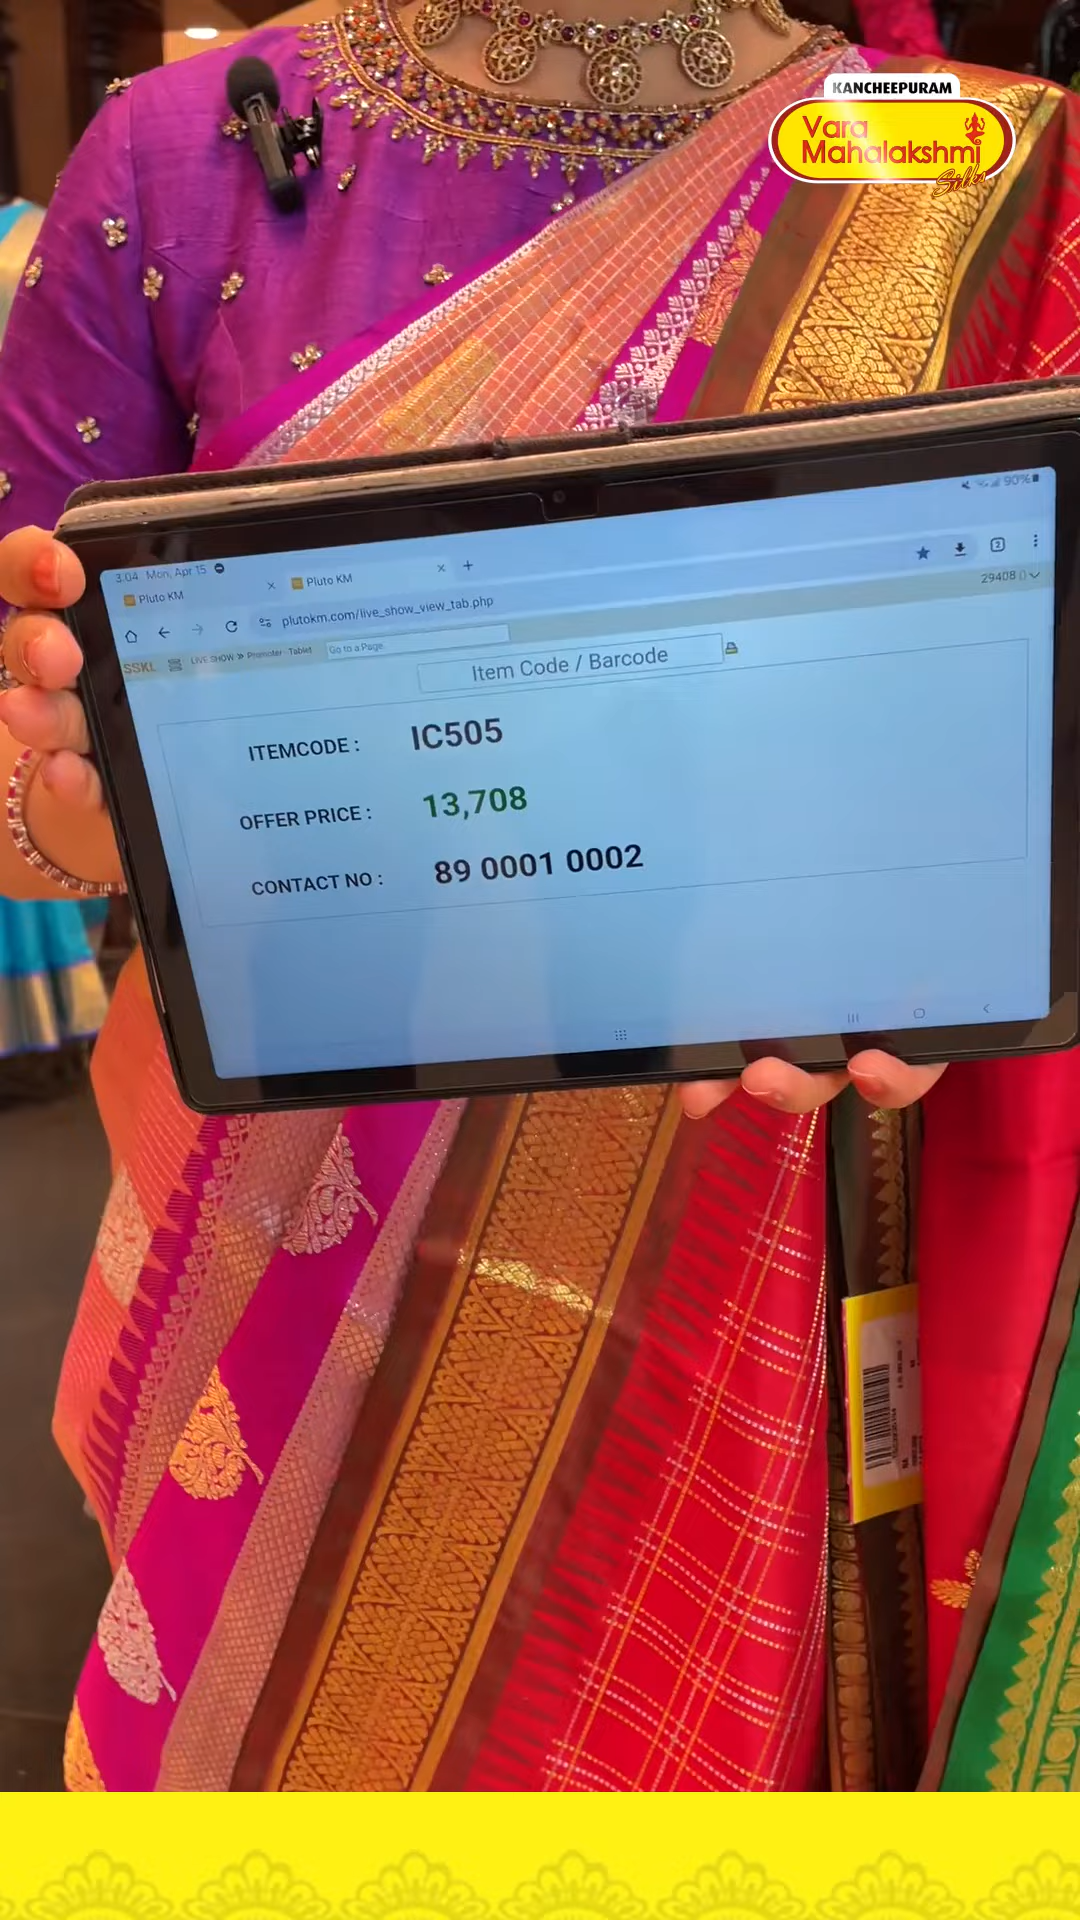 KANCHEEPURAM
Vara
Mahalakshmi
Silks
90%
3:04 Mon, Apr 15
Pluto KM
Pluto KM
plutokm.com/live_show_view_tab.php
29408 ()
SSKL
LIVE SHOW » Promoter - Tablet
Go to a Page
Item Code / Barcode
ITEMCODE : IC505
OFFER PRICE : 13,708
CONTACT NO : 89 0001 0002